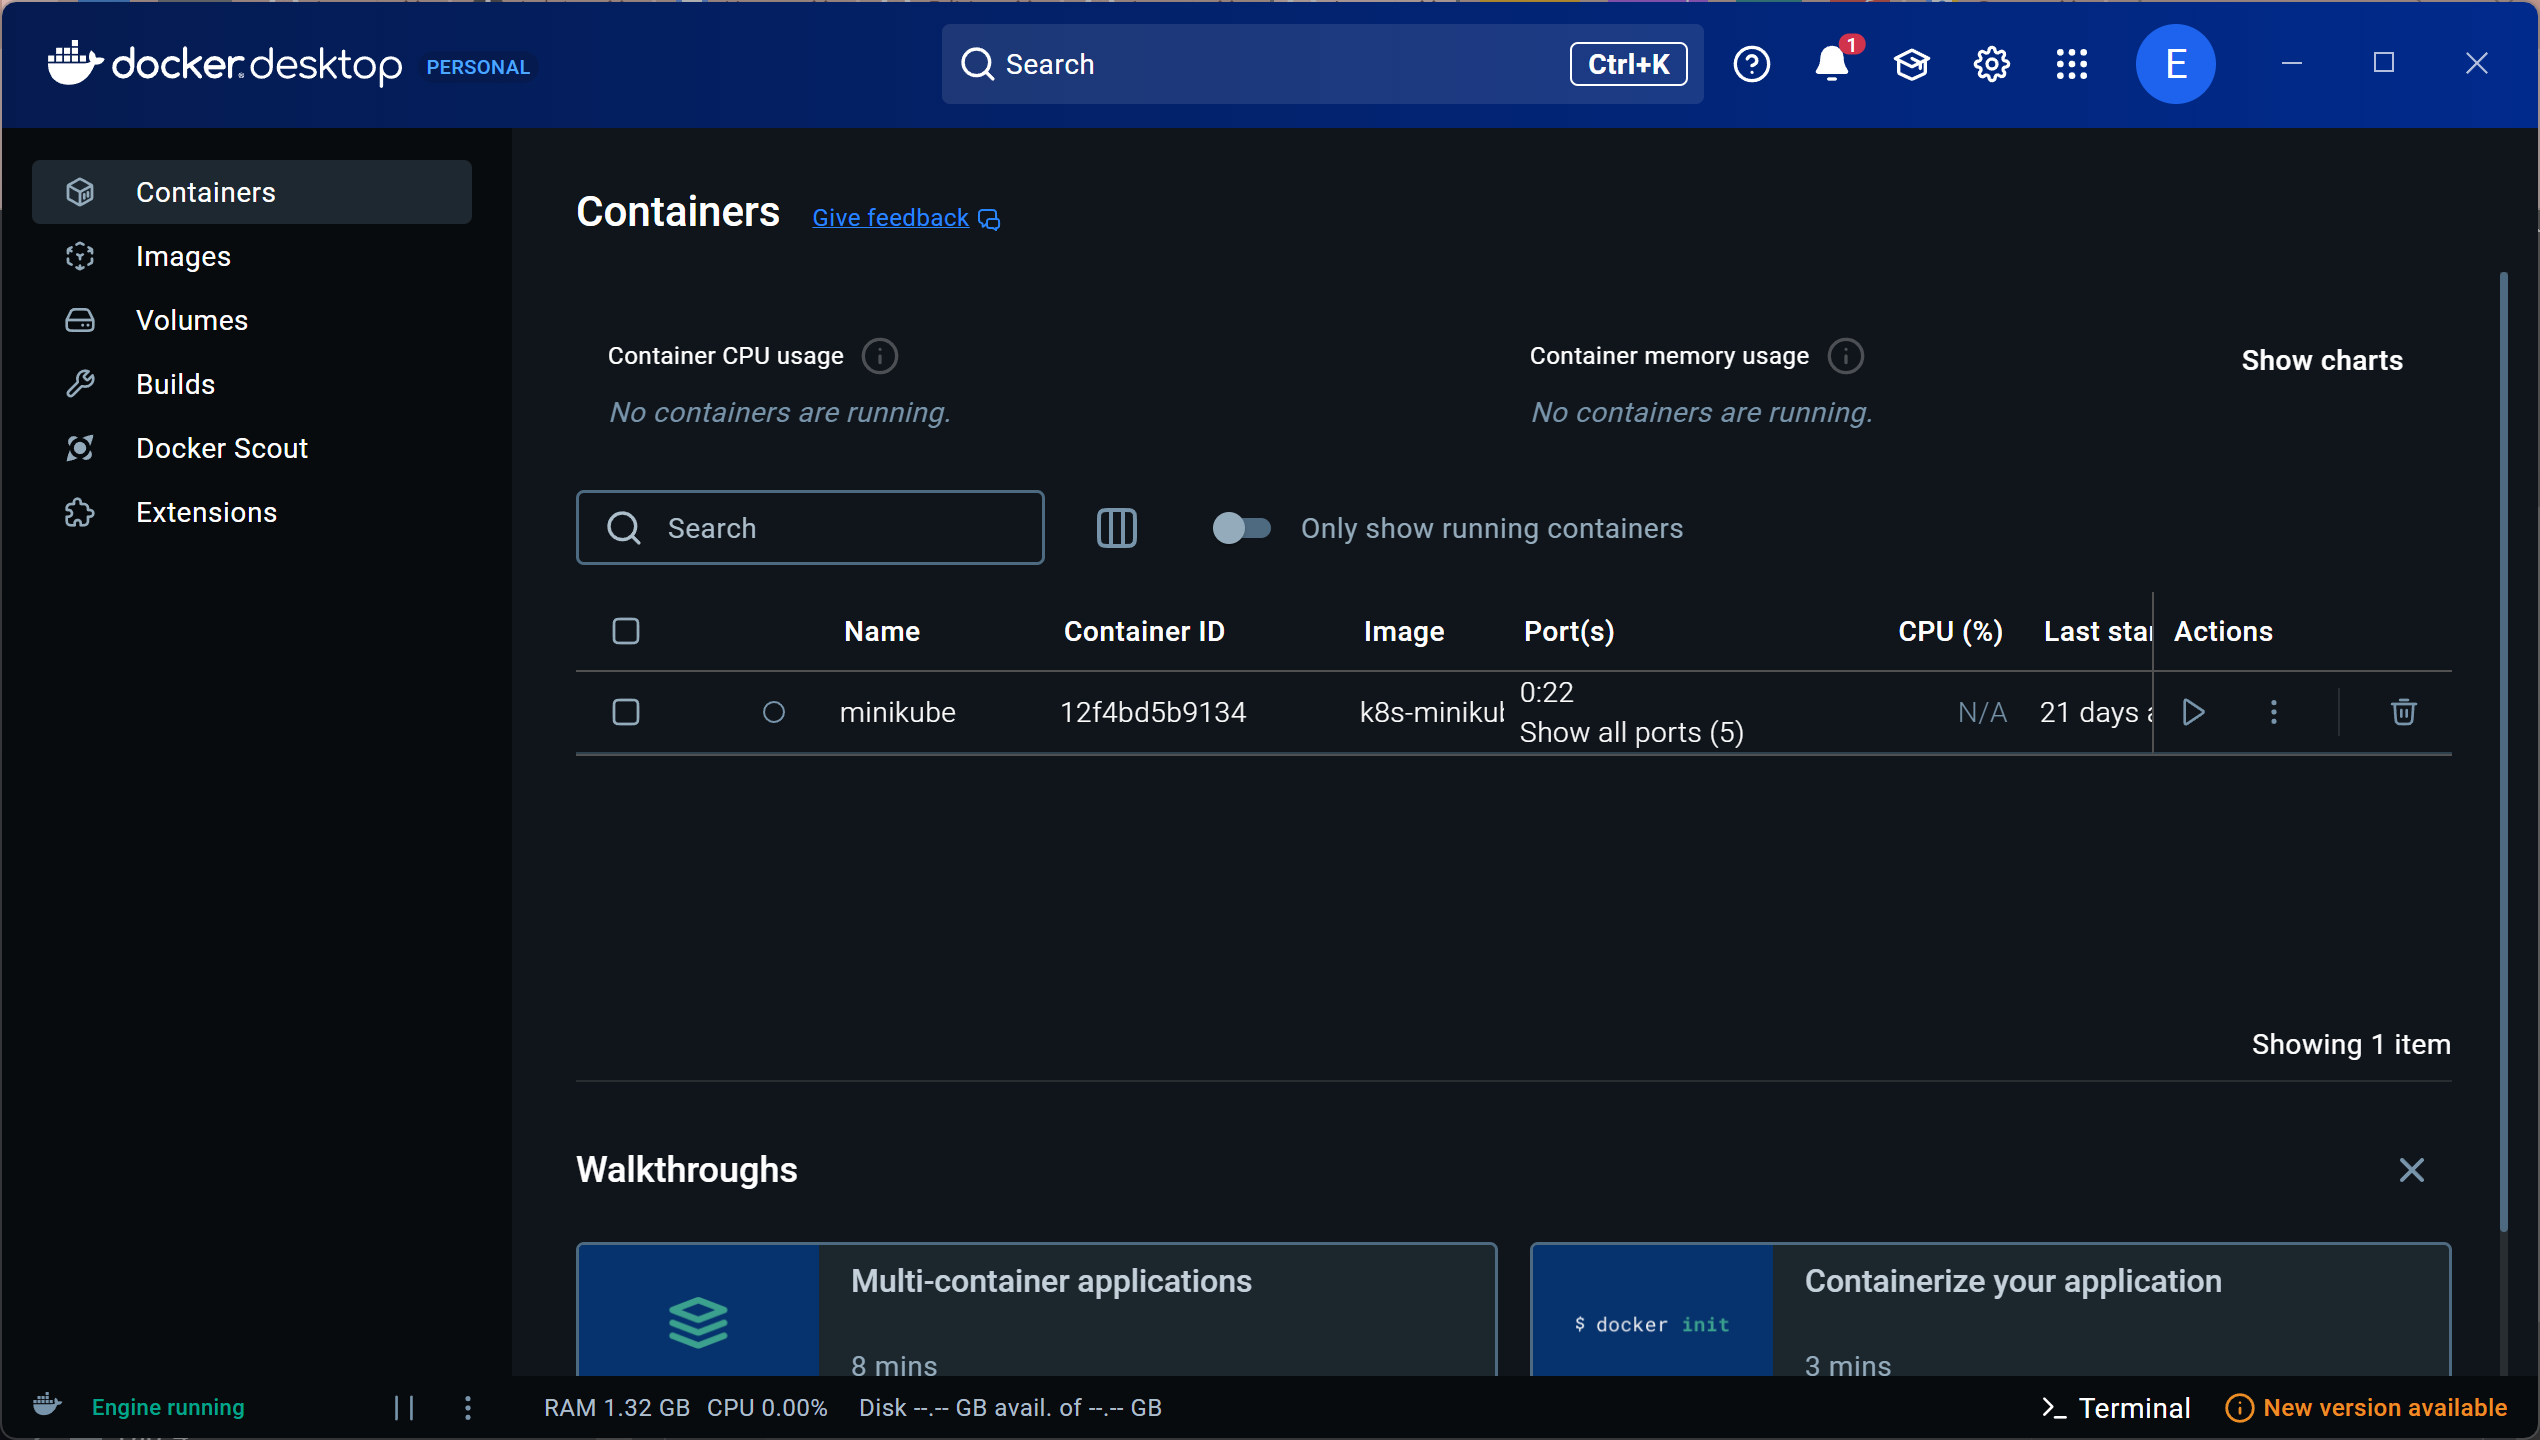 docker desktop PERSONAL
Search Ctrl+K
1
E
Containers
Images
Volumes
Builds
Docker Scout
Extensions
Containers Give feedback
Container CPU usage
No containers are running.
Container memory usage
No containers are running.
Show charts
Search
Only show running containers
Name Container ID Image Port(s) CPU (%) Last sta Actions
minikube 12f4bd5b9134 k8s-miniku 0:22 N/A 21 days
Show all ports (5)
Showing 1 item
Walkthroughs
Multi-container applications
8 mins
$ docker init
Containerize your application
3 mins
Engine running
RAM 1.32 GB CPU 0.00% Disk --.-- GB avail. of --.-- GB
Terminal
New version available